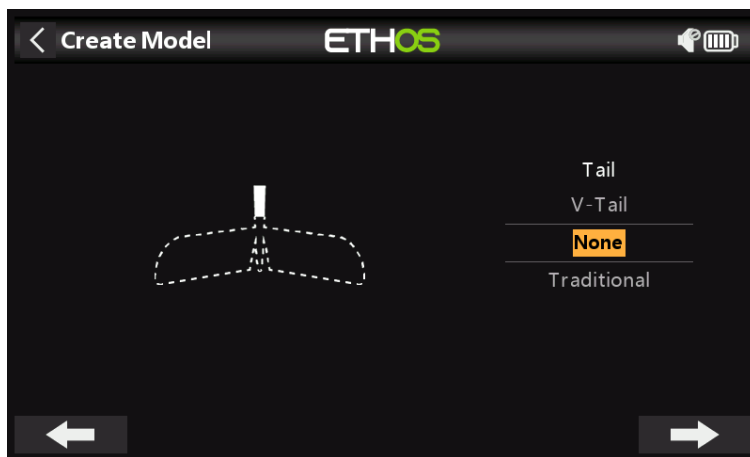 Create Model
ETHOS
Tail
V-Tail
None
Traditional